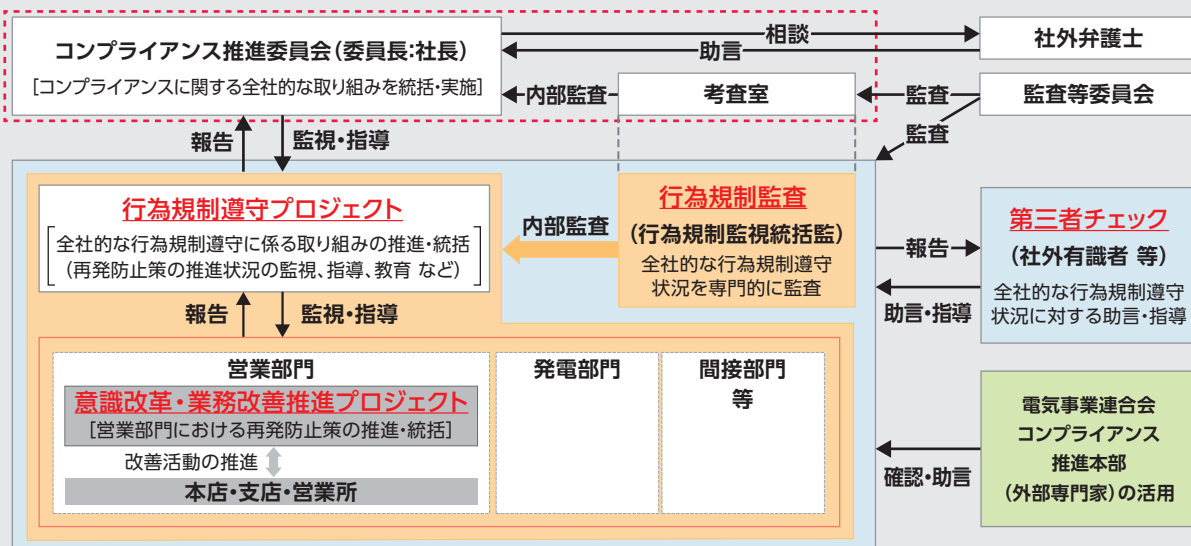 コンプライアンス推進委員会(委員長:社長)
[コンプライアンスに関する全社的な取り組みを統括・実施]
相談
助言
社外弁護士
内部監査
考査室
監査
監査等委員会
監査
報告
監視・指導
行為規制遵守プロジェクト
全社的な行為規制遵守に係る取り組みの推進・統括
(再発防止策の推進状況の監視、指導、教育 など)
内部監査
行為規制監査
(行為規制監視統括監)
全社的な行為規制遵守
状況を専門的に監査
報告
助言・指導
第三者チェック
(社外有識者 等)
全社的な行為規制遵守
状況に対する助言・指導
報告
監視・指導
営業部門
意識改革・業務改善推進プロジェクト
[営業部門における再発防止策の推進・統括]
改善活動の推進
本店・支店・営業所
発電部門
間接部門
等
確認・助言
電気事業連合会
コンプライアンス
推進本部
(外部専門家)の活用